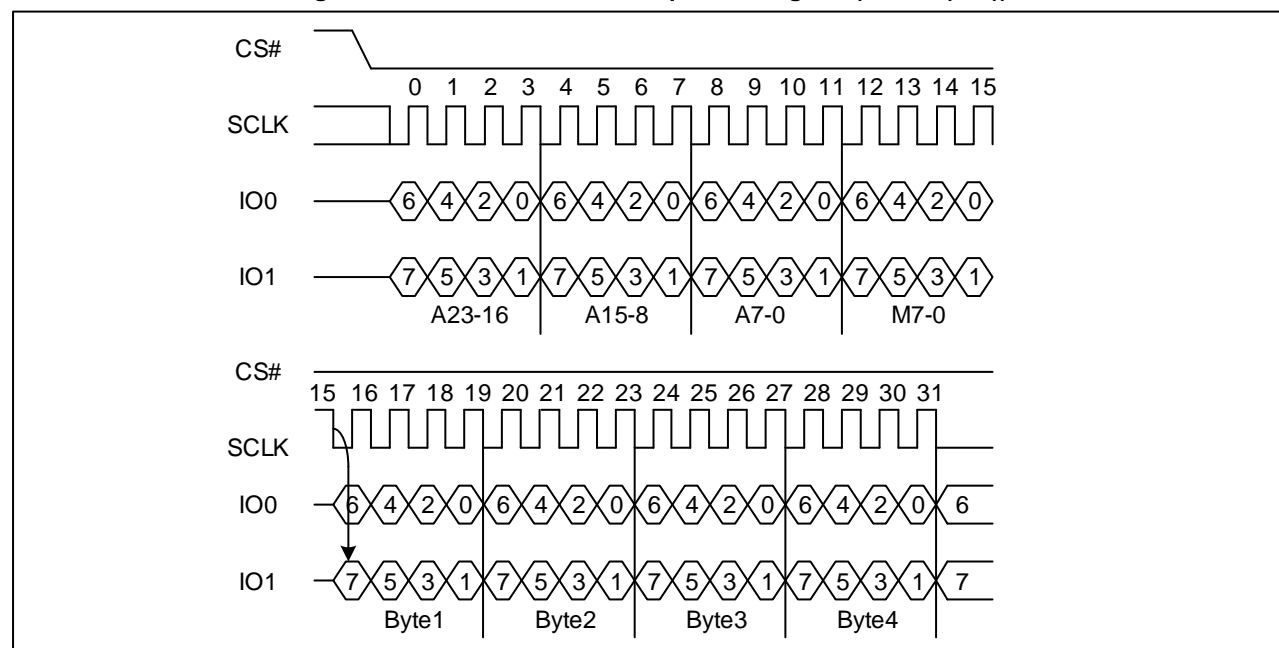 CS#
0 1 2 3 4 5 6 7 8 9 10 11 12 13 14 15
SCLK
IO0 6 4 2 0 6 4 2 0 6 4 2 0 6 4 2 0
IO1 7 5 3 1 7 5 3 1 7 5 3 1 7 5 3 1
A23-16 A15-8 A7-0 M7-0
CS#
15 16 17 18 19 20 21 22 23 24 25 26 27 28 29 30 31
SCLK
IO0 6 4 2 0 6 4 2 0 6 4 2 0 6 4 2 0 6
IO1 7 5 3 1 7 5 3 1 7 5 3 1 7 5 3 1 7
Byte1 Byte2 Byte3 Byte4